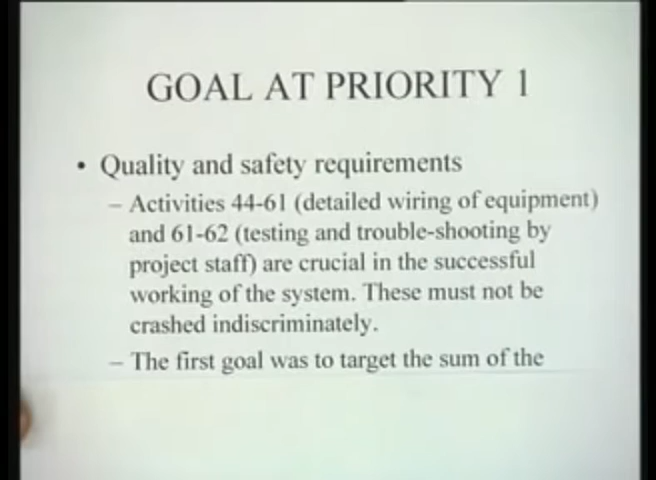 GOAL AT PRIORITY 1
• Quality and safety requirements
– Activities 44-61 (detailed wiring of equipment)
and 61-62 (testing and trouble-shooting by
project staff) are crucial in the successful
working of the system. These must not be
crashed indiscriminately.
– The first goal was to target the sum of the